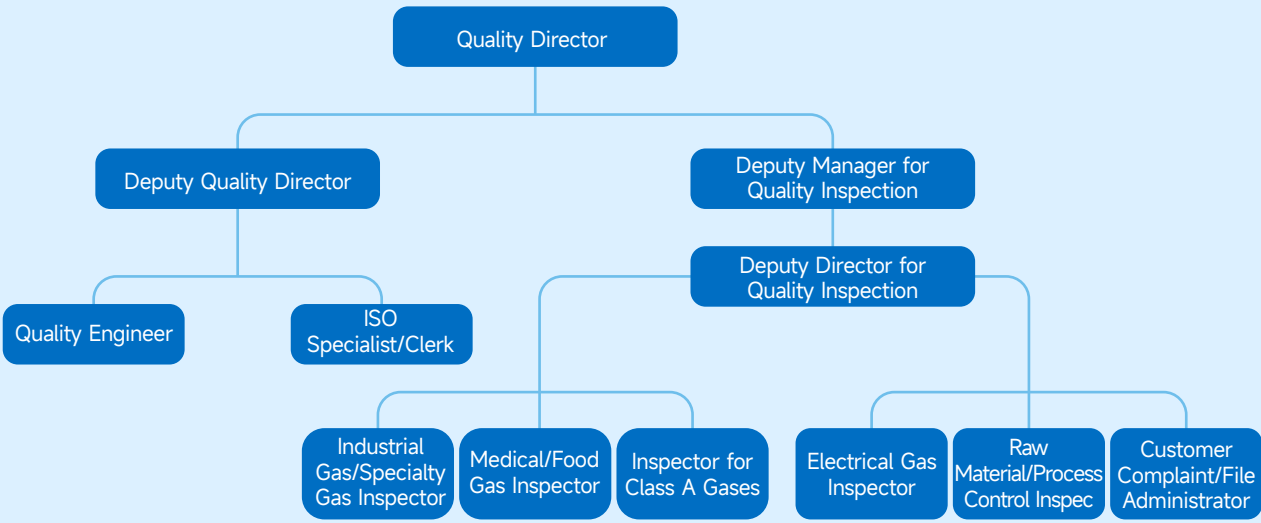 Quality Director
Deputy Quality Director
Deputy Manager for
Quality Inspection
Deputy Director for
Quality Inspection
Quality Engineer
ISO
Specialist/Clerk
Industrial
Gas/Specialty
Gas Inspector
Medical/Food
Gas Inspector
Inspector for
Class A Gases
Electrical Gas
Inspector
Raw
Material/Process
Control Inspec
Customer
Complaint/File
Administrator